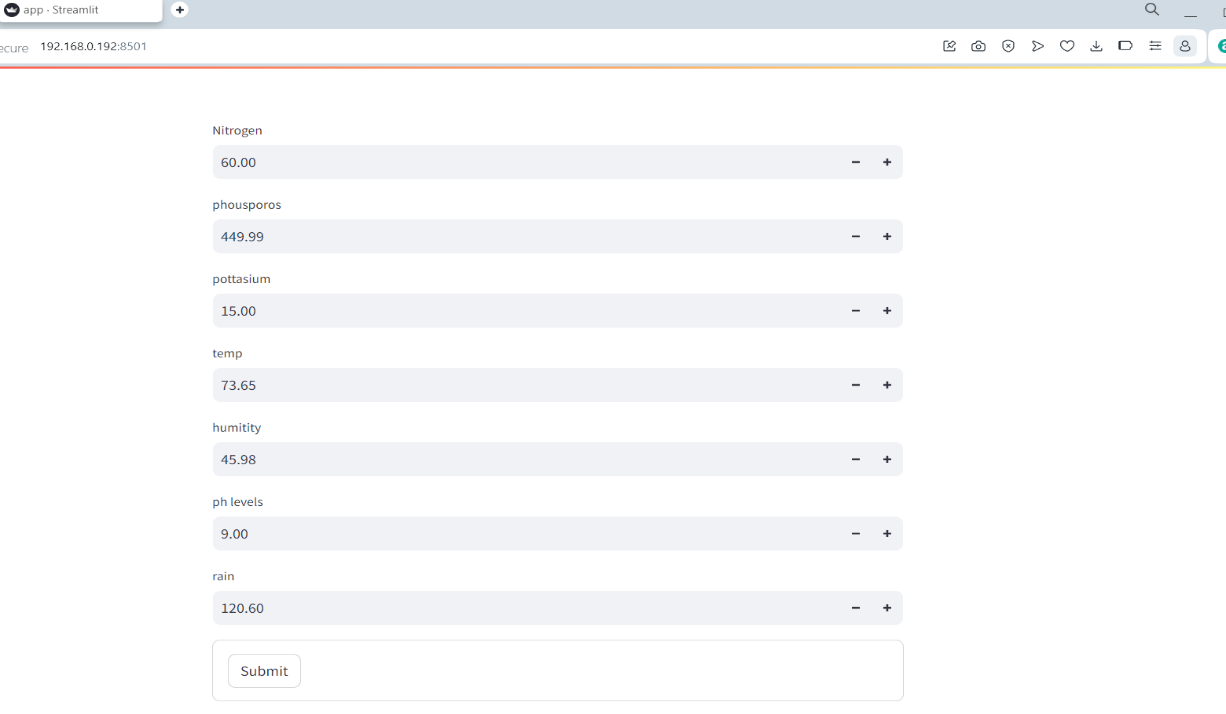 app - Streamlit
ecure 192.168.0.192:8501
Nitrogen
60.00
phousporos
449.99
pottasium
15.00
temp
73.65
humitity
45.98
ph levels
9.00
rain
120.60
Submit